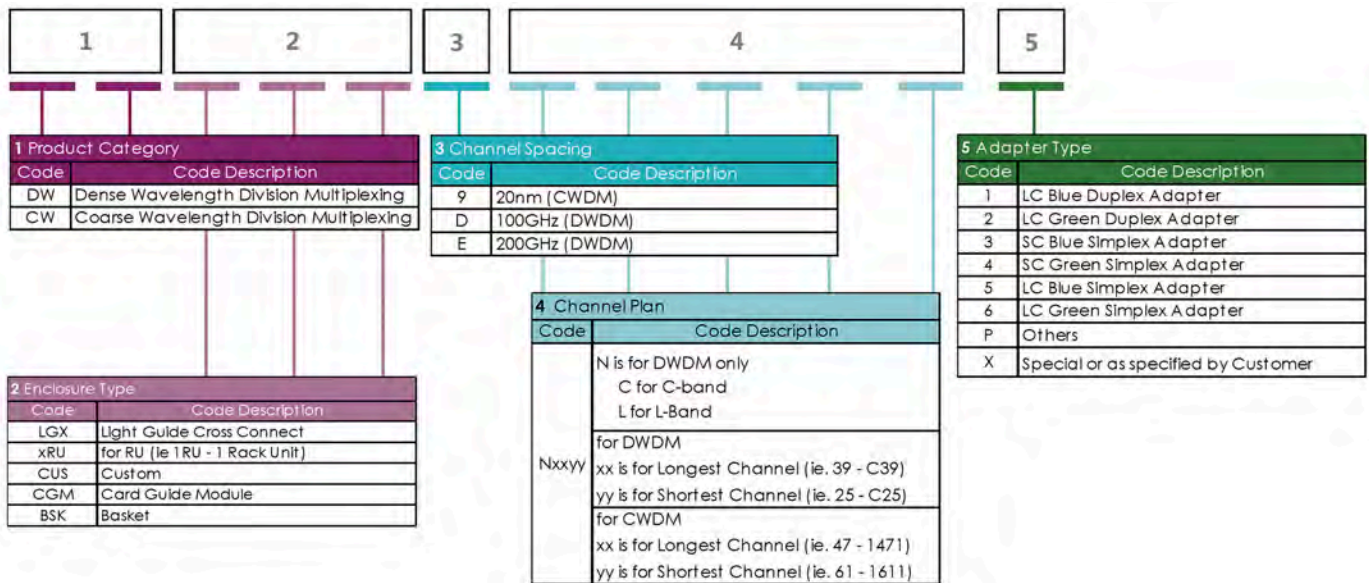 1 2 3 4 5
1 Product Category
Code Code Description
DW Dense Wavelength Division Multiplexing
CW Coarse Wavelength Division Multiplexing
3 Channel Spacing
Code Code Description
9 20nm (CWDM)
D 100GHz (DWDM)
E 200GHz (DWDM)
5 Adapter Type
Code Code Description
1 LC Blue Duplex Adapter
2 LC Green Duplex Adapter
3 SC Blue Simplex Adapter
4 SC Green Simplex Adapter
5 LC Blue Simplex Adapter
6 LC Green Simplex Adapter
P Others
X Special or as specified by Customer
2 Enclosure Type
Code Code Description
LGX Light Guide Cross Connect
xRU for RU (ie 1RU - 1 Rack Unit)
CUS Custom
CGM Card Guide Module
BSK Basket
4 Channel Plan
Code Code Description
Nxxyy
N is for DWDM only
C for C-band
L for L-Band
for DWDM
xx is for Longest Channel (ie. 39 - C39)
yy is for Shortest Channel (ie. 25 - C25)
for CWDM
xx is for Longest Channel (ie. 47 - 1471)
yy is for Shortest Channel (ie. 61 - 1611)